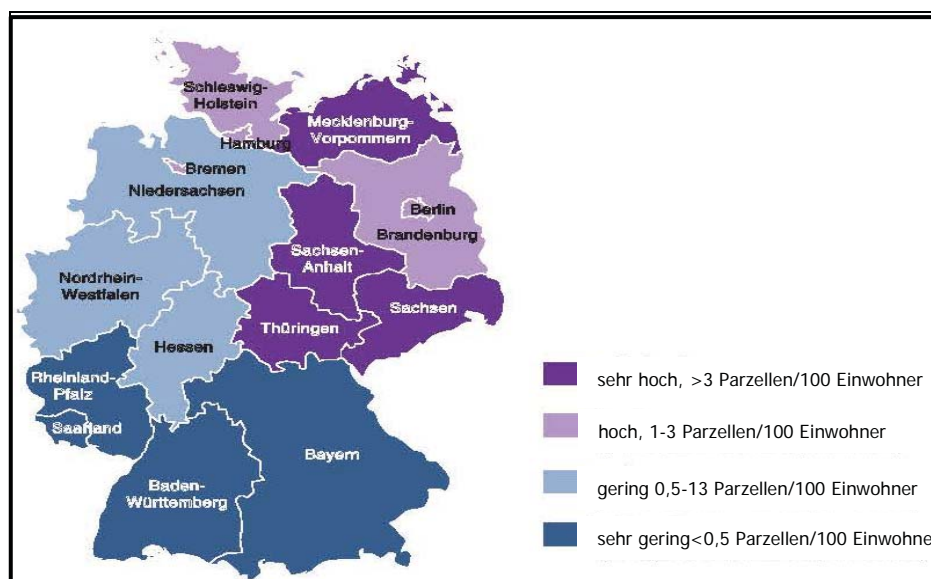 Schleswig-
Holstein
Mecklenburg-
Vorpommern
Hamburg
Bremen
Niedersachsen
Berlin
Brandenburg
Sachsen-
Anhalt
Nordrhein-
Westfalen
Sachsen
Thüringen
Hessen
Rheinland-
Pfalz
Saarland
Bayern
Baden-
Württemberg
sehr hoch, >3 Parzellen/100 Einwohner
hoch, 1-3 Parzellen/100 Einwohner
gering 0,5-13 Parzellen/100 Einwohner
sehr gering<0,5 Parzellen/100 Einwohne